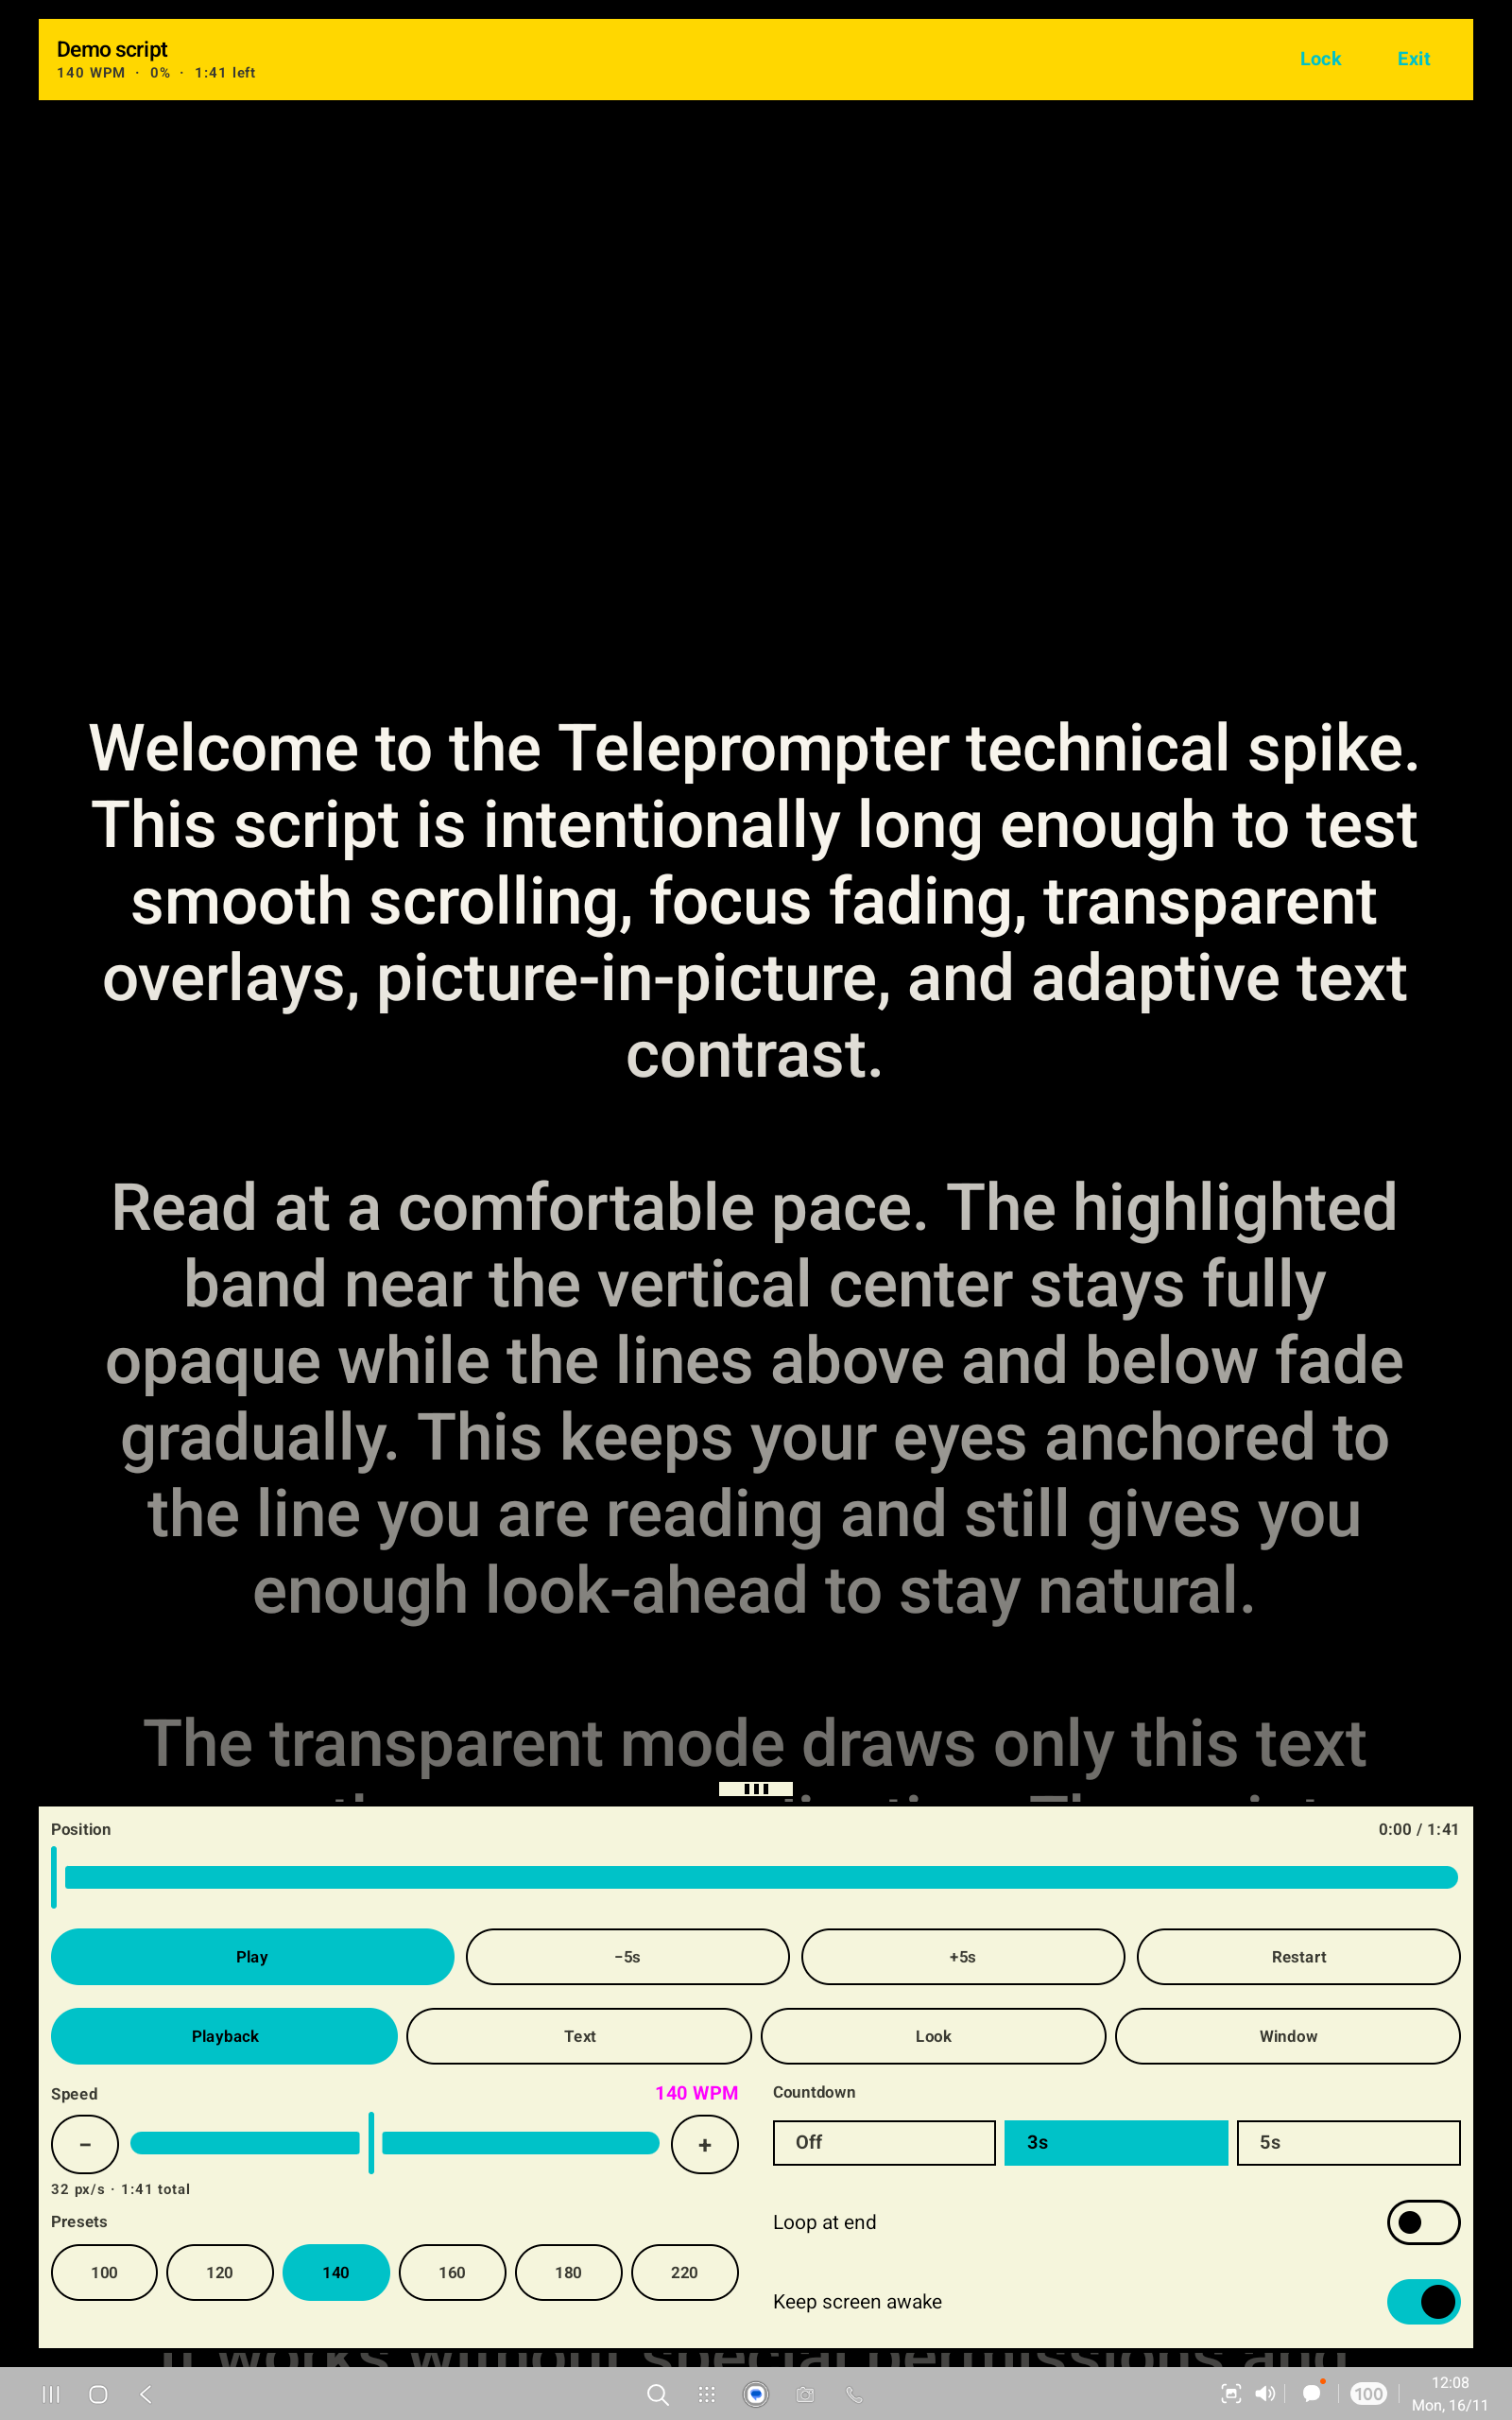 Demo script
140 WPM · 0% · 1:41 left
Lock
Exit
Welcome to the Teleprompter technical spike.
This script is intentionally long enough to test
smooth scrolling, focus fading, transparent
overlays, picture-in-picture, and adaptive text
contrast.
Read at a comfortable pace. The highlighted
band near the vertical center stays fully
opaque while the lines above and below fade
gradually. This keeps your eyes anchored to
the line you are reading and still gives you
enough look-ahead to stay natural.
The transparent mode draws only this text
Position
0:00 / 1:41
Play
−5s
+5s
Restart
Playback
Text
Look
Window
Speed
140 WPM
−
+
32 px/s · 1:41 total
Presets
100
120
140
160
180
220
Countdown
Off
3s
5s
Loop at end
Keep screen awake
it works without special permissions and
100
12:08
Mon, 16/11